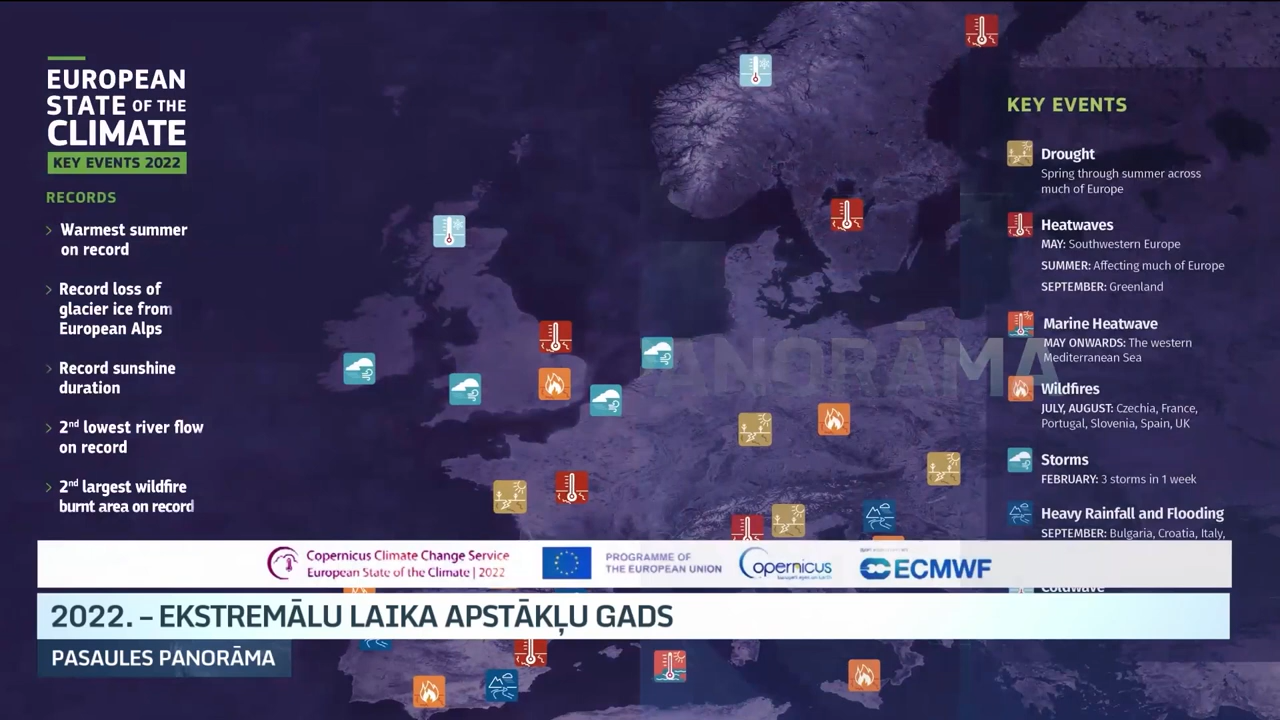 EUROPEAN
STATE OF THE
CLIMATE
KEY EVENTS 2022
RECORDS
Warmest summer
on record
Record loss of
glacier ice from
European Alps
Record sunshine
duration
2nd lowest river flow
on record
2nd largest wildfire
burnt area on record
KEY EVENTS
Drought
Spring through summer across
much of Europe
Heatwaves
MAY: Southwestern Europe
SUMMER: Affecting much of Europe
SEPTEMBER: Greenland
Marine Heatwave
MAY ONWARDS: The western
Mediterranean Sea
Wildfires
JULY, AUGUST: Czechia, France,
Portugal, Slovenia, Spain, UK
Storms
FEBRUARY: 3 storms in 1 week
Heavy Rainfall and Flooding
SEPTEMBER: Bulgaria, Croatia, Italy,
Coldwave
PANORĀMA
Copernicus Climate Change Service
European State of the Climate | 2022
PROGRAMME OF
THE EUROPEAN UNION
Copernicus
Europe's eyes on Earth
ECMWF
2022. – EKSTREMĀLU LAIKA APSTĀKĻU GADS
PASAULES PANORĀMA